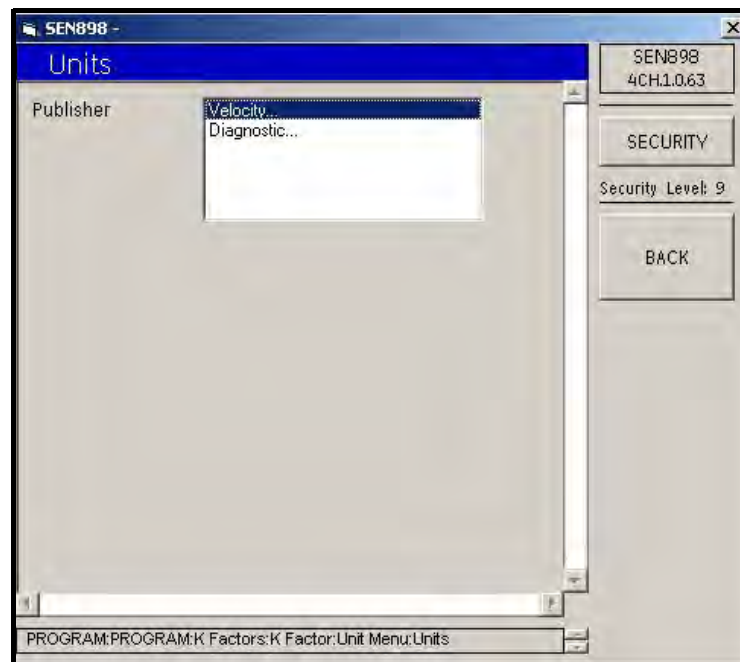 SEN898 -
Units
Publisher
Velocity...
Diagnostic...
SEN898
4CH.1.0.63
SECURITY
Security Level: 9
BACK
PROGRAM:PROGRAM:K Factors:K Factor:Unit Menu:Units